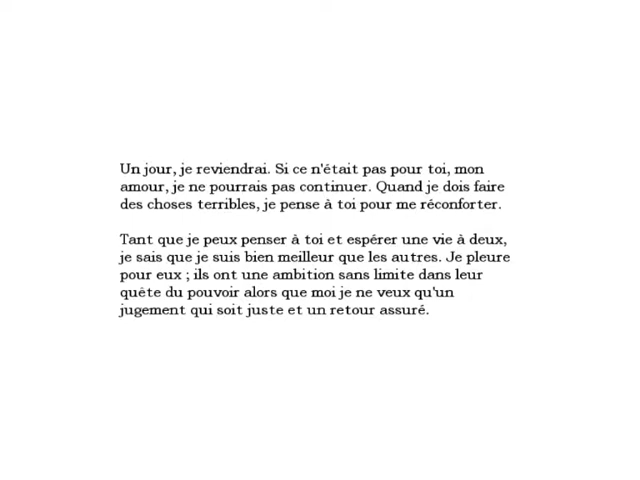 Un jour, je reviendrai. Si ce n'était pas pour toi, mon
amour, je ne pourrais pas continuer. Quand je dois faire
des choses terribles, je pense à toi pour me réconforter.
Tant que je peux penser à toi et espérer une vie à deux,
je sais que je suis bien meilleur que les autres. Je pleure
pour eux ; ils ont une ambition sans limite dans leur
quête du pouvoir alors que moi je ne veux qu'un
jugement qui soit juste et un retour assuré.